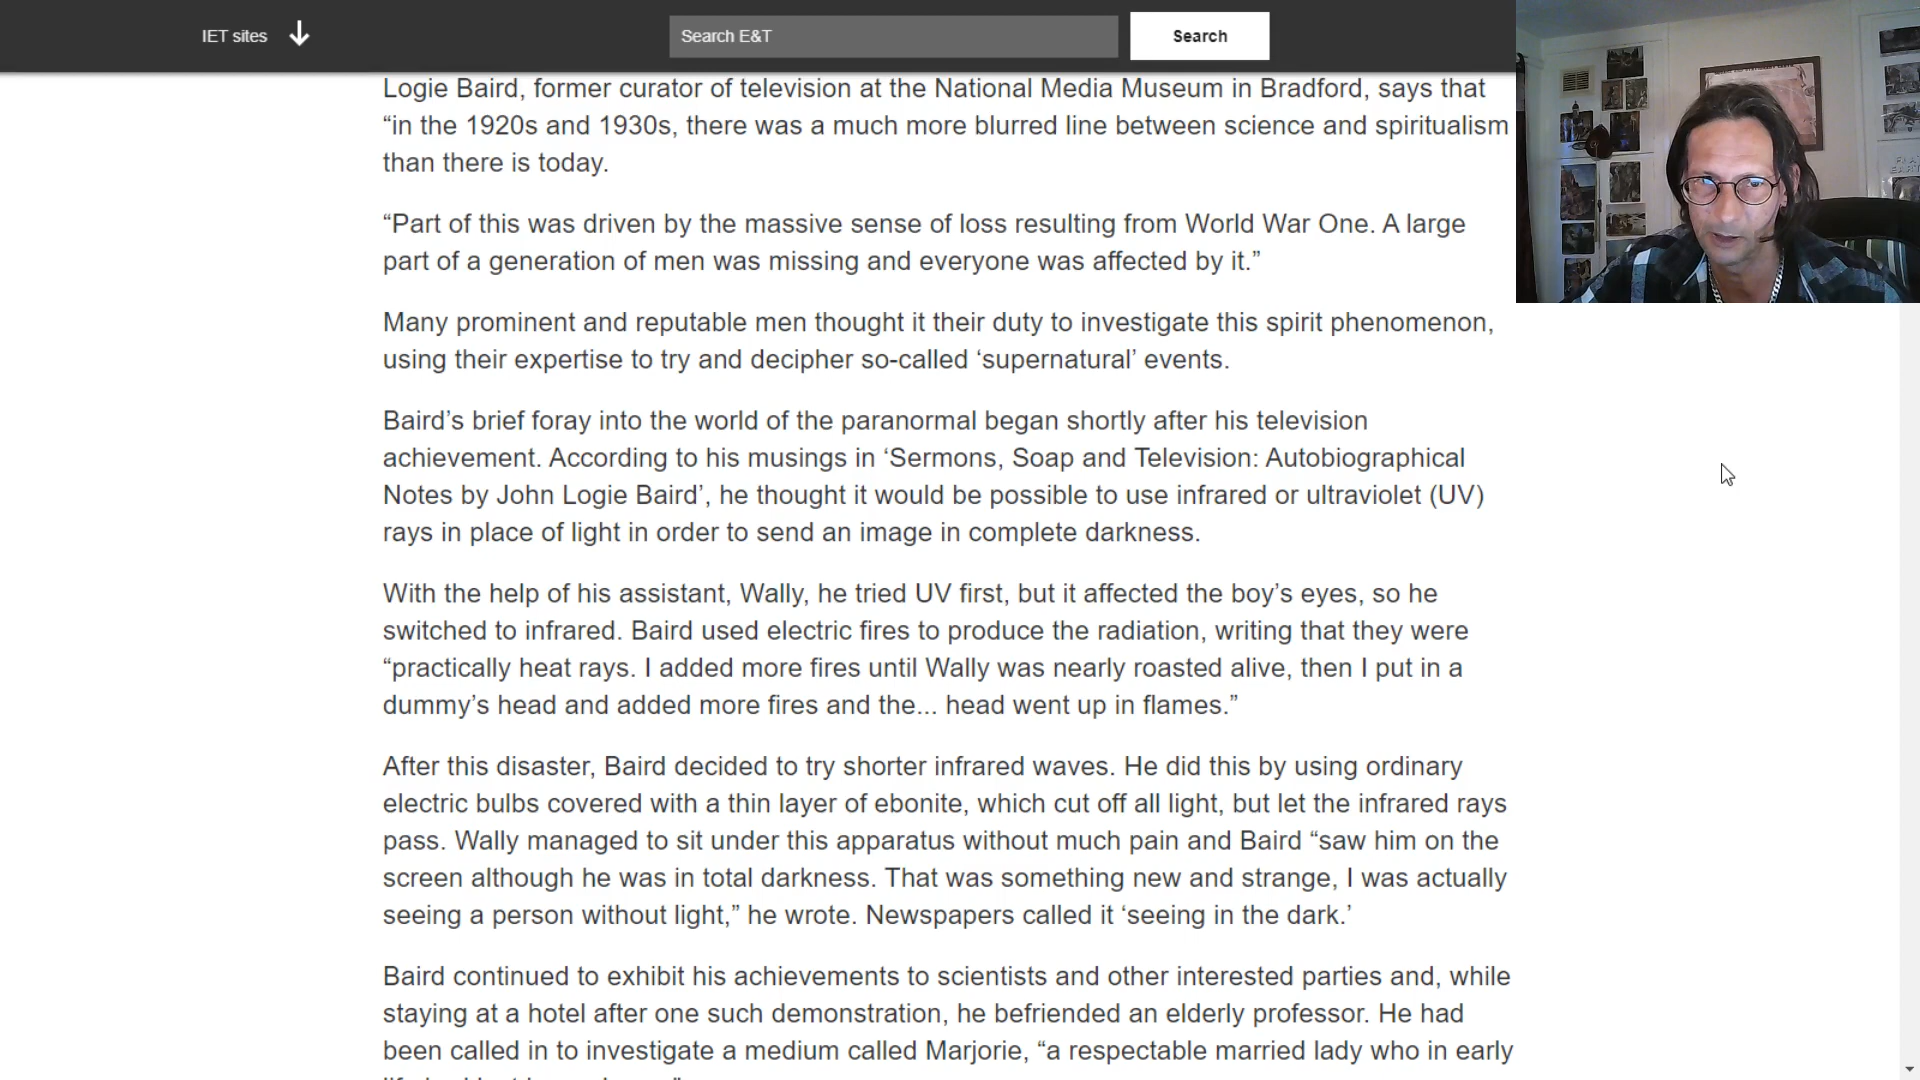 IET sites
Search E&T
Search
Logie Baird, former curator of television at the National Media Museum in Bradford, says that
“in the 1920s and 1930s, there was a much more blurred line between science and spiritualism
than there is today.
“Part of this was driven by the massive sense of loss resulting from World War One. A large
part of a generation of men was missing and everyone was affected by it.”
Many prominent and reputable men thought it their duty to investigate this spirit phenomenon,
using their expertise to try and decipher so-called ‘supernatural’ events.
Baird’s brief foray into the world of the paranormal began shortly after his television
achievement. According to his musings in ‘Sermons, Soap and Television: Autobiographical
Notes by John Logie Baird’, he thought it would be possible to use infrared or ultraviolet (UV)
rays in place of light in order to send an image in complete darkness.
With the help of his assistant, Wally, he tried UV first, but it affected the boy’s eyes, so he
switched to infrared. Baird used electric fires to produce the radiation, writing that they were
“practically heat rays. I added more fires until Wally was nearly roasted alive, then I put in a
dummy’s head and added more fires and the... head went up in flames.”
After this disaster, Baird decided to try shorter infrared waves. He did this by using ordinary
electric bulbs covered with a thin layer of ebonite, which cut off all light, but let the infrared rays
pass. Wally managed to sit under this apparatus without much pain and Baird “saw him on the
screen although he was in total darkness. That was something new and strange, I was actually
seeing a person without light,” he wrote. Newspapers called it ‘seeing in the dark.’
Baird continued to exhibit his achievements to scientists and other interested parties and, while
staying at a hotel after one such demonstration, he befriended an elderly professor. He had
been called in to investigate a medium called Marjorie, “a respectable married lady who in early